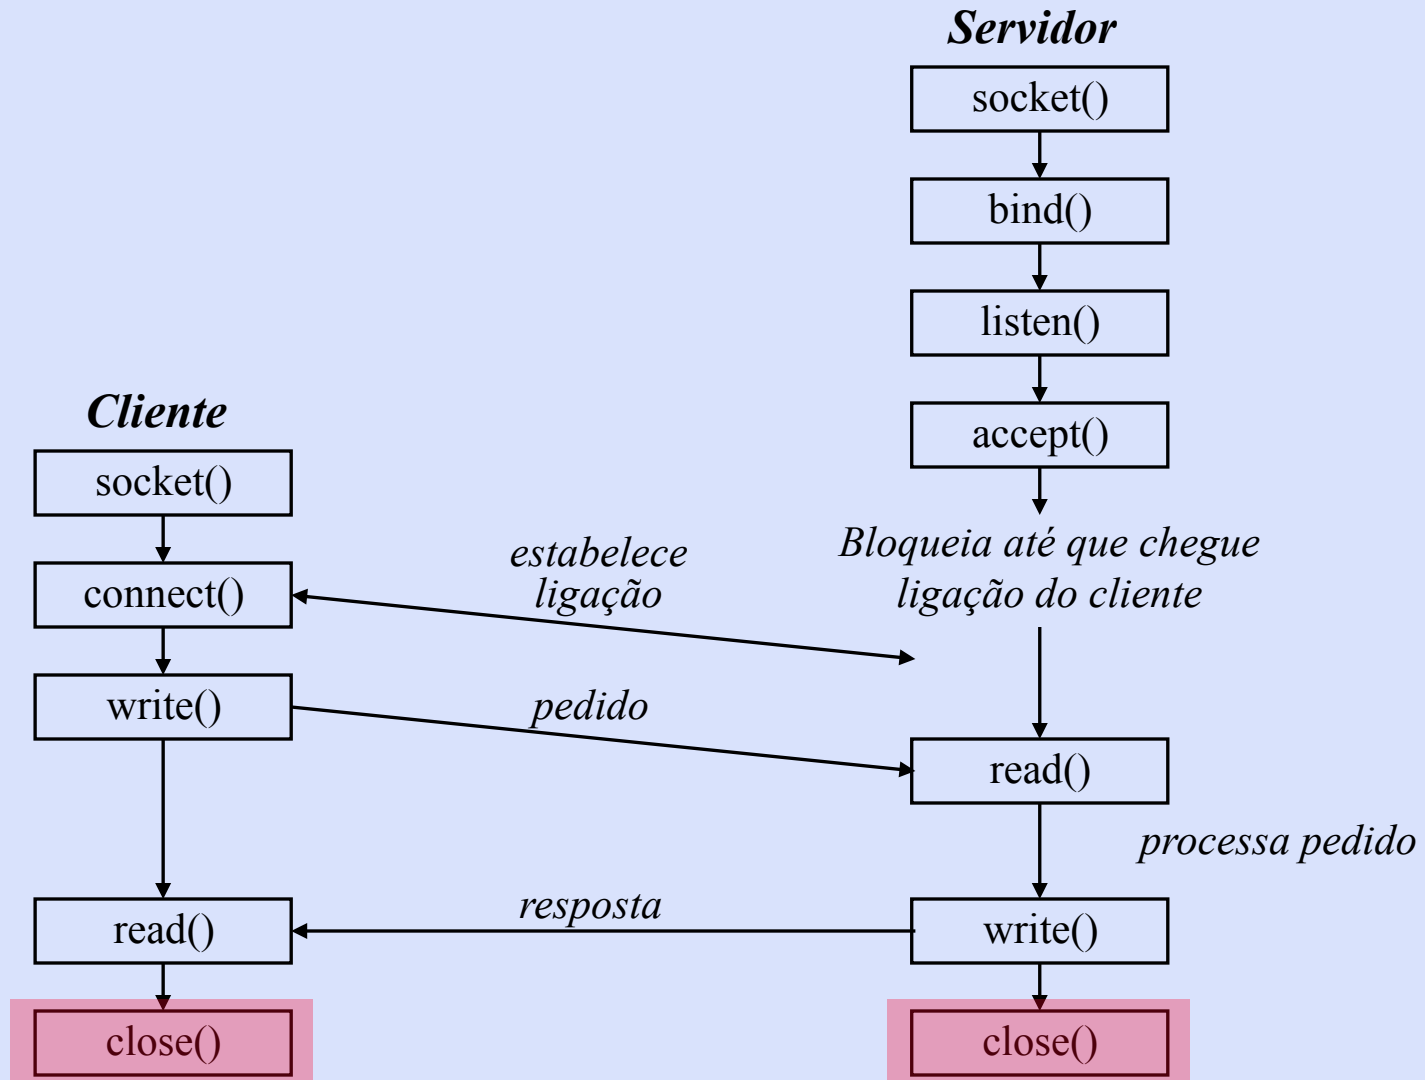 Servidor
socket()
bind()
listen()
accept()
Bloqueia até que chegue
ligação do cliente
read()
processa pedido
write()
close()
Cliente
socket()
connect()
write()
read()
close()
estabelece
ligação
pedido
resposta